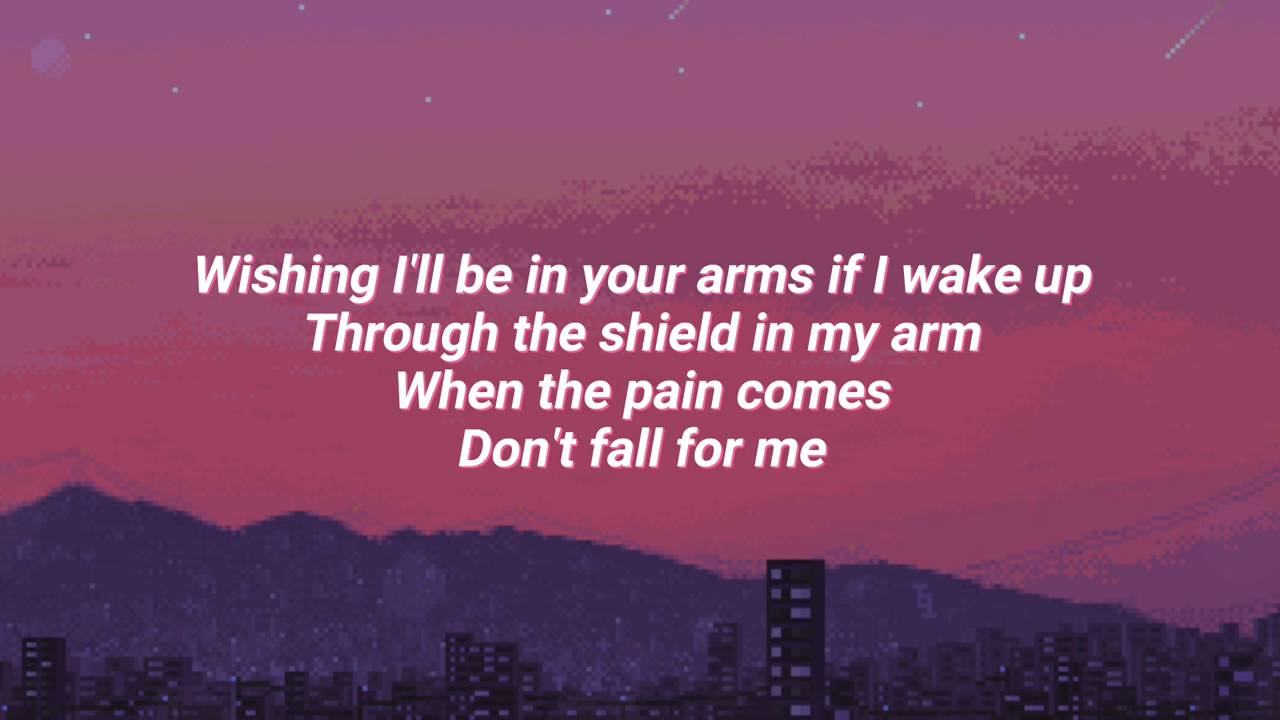 Wishing I'll be in your arms if I wake up
Through the shield in my arm
When the pain comes
Don't fall for me